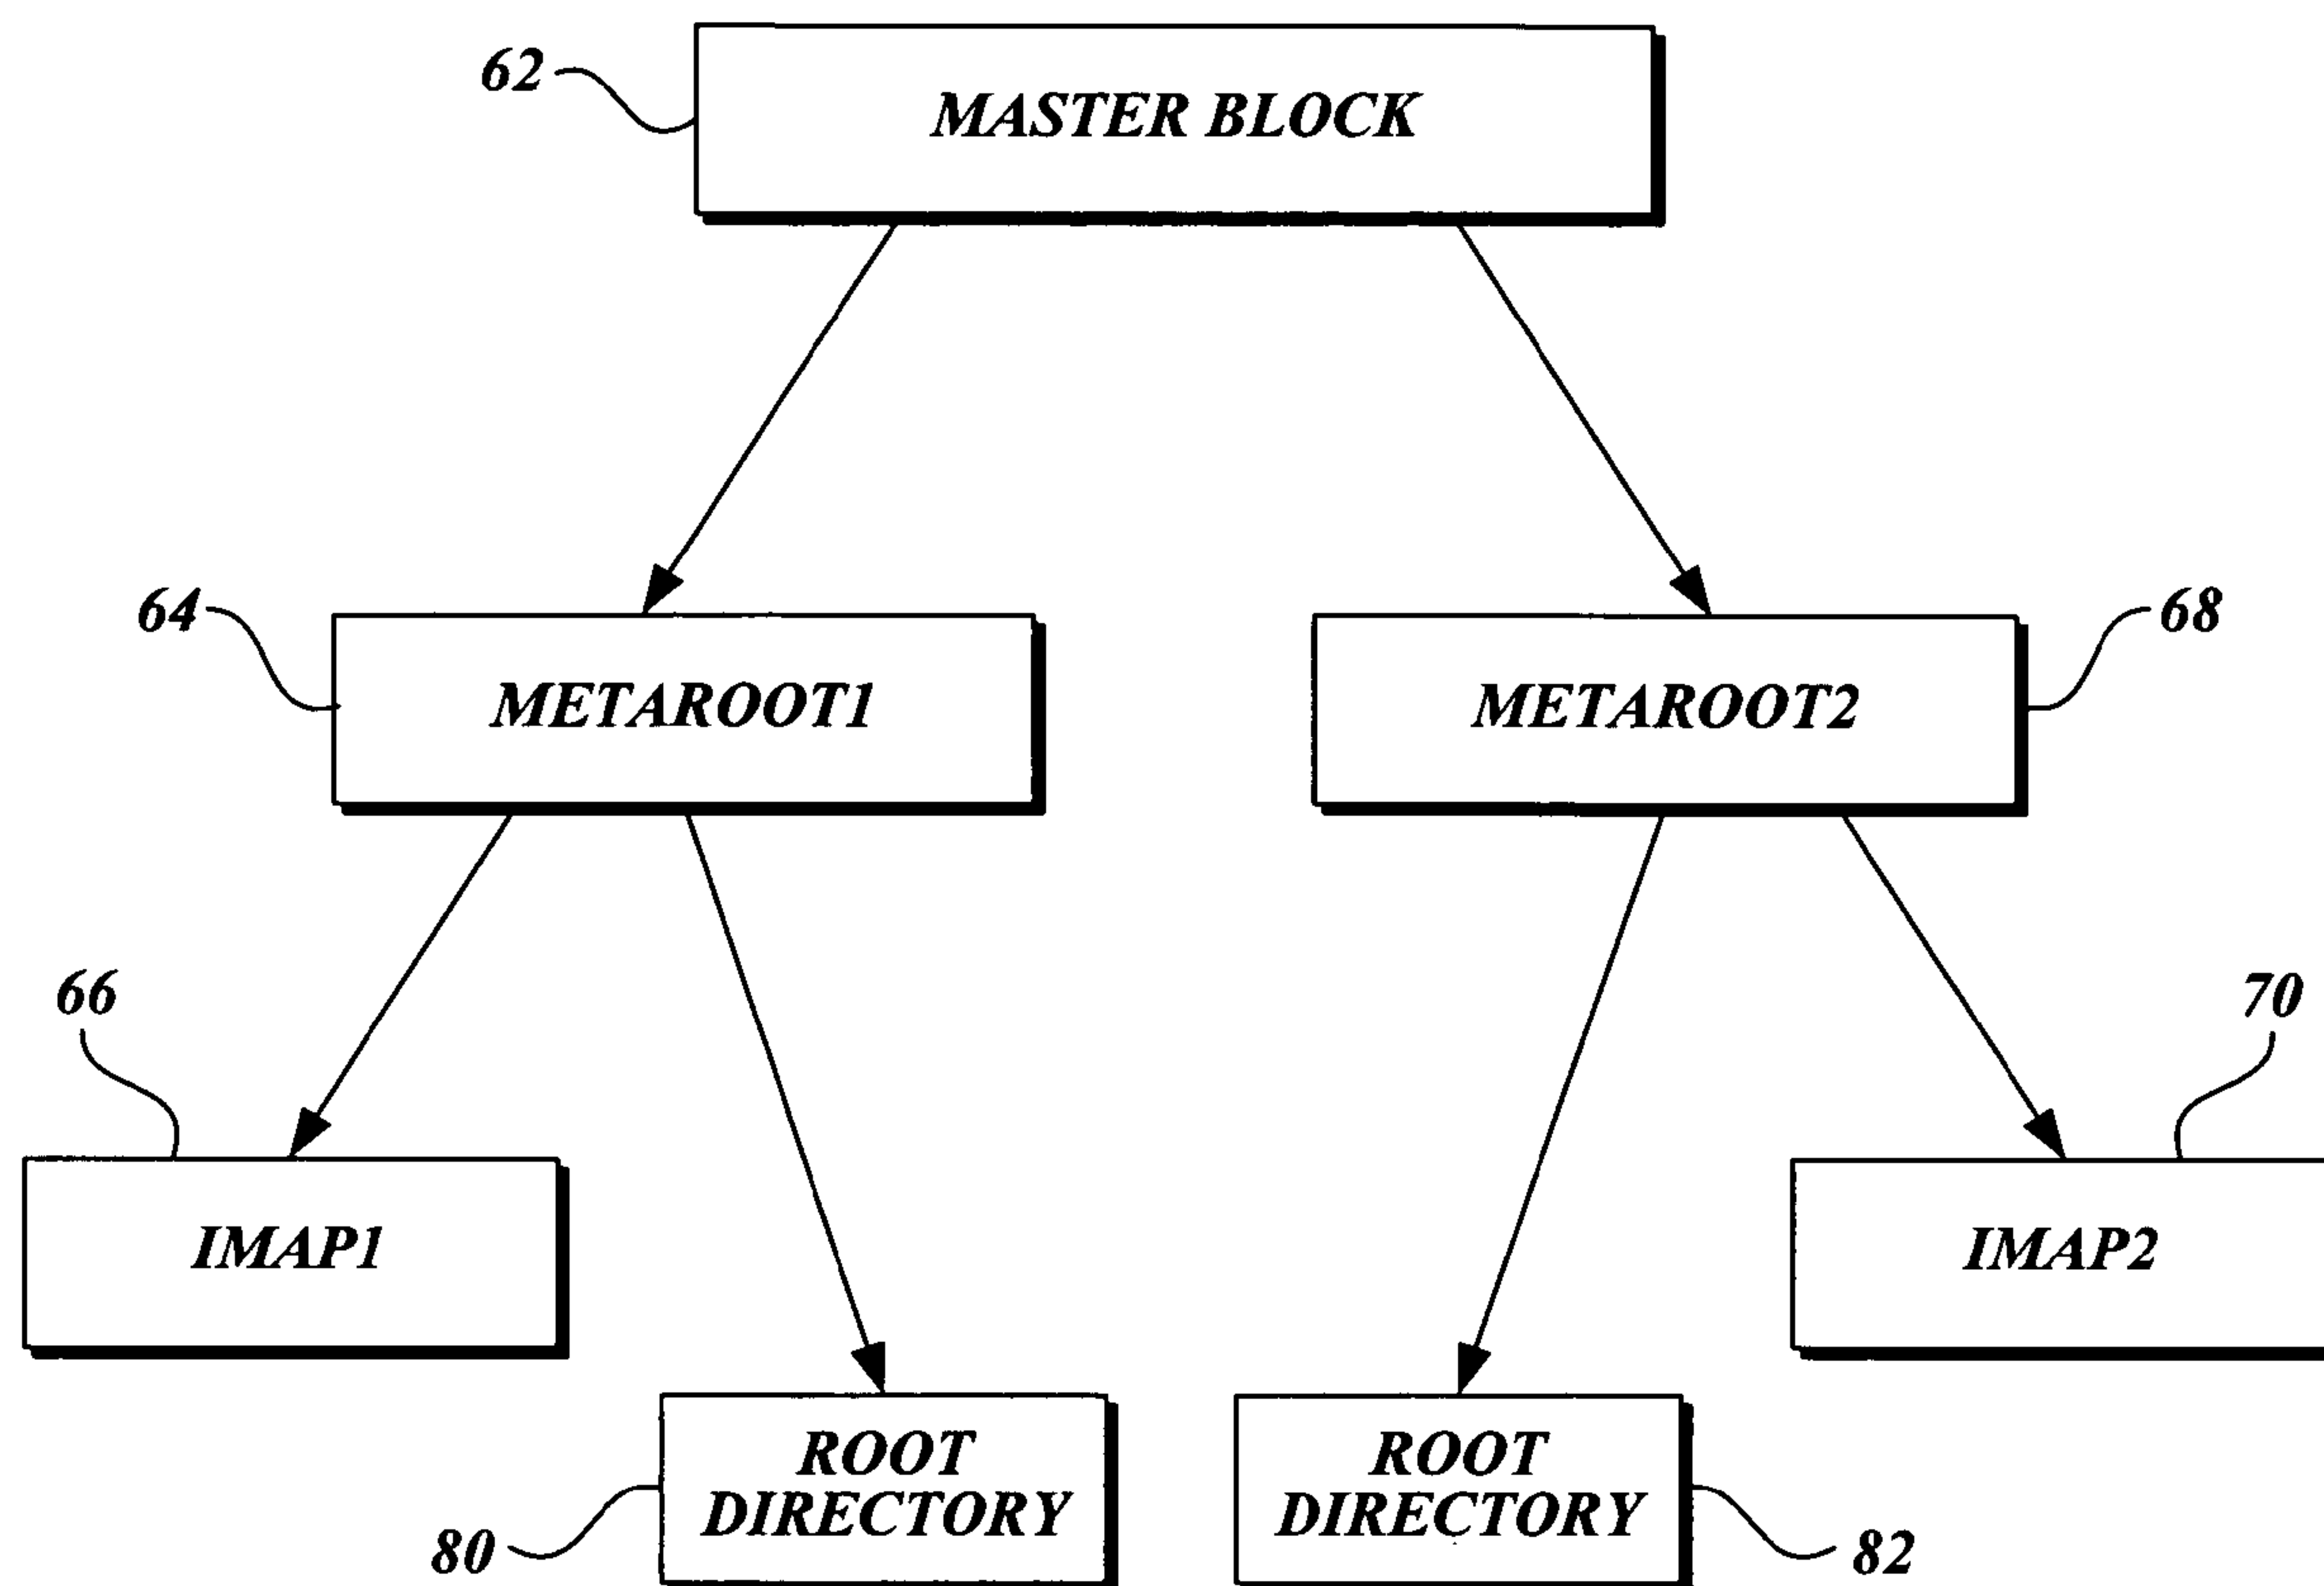 62
MASTER BLOCK
64
METAROOT1
METAROOT2
68
66
70
IMAP1
IMAP2
ROOT
DIRECTORY
80
ROOT
DIRECTORY
82